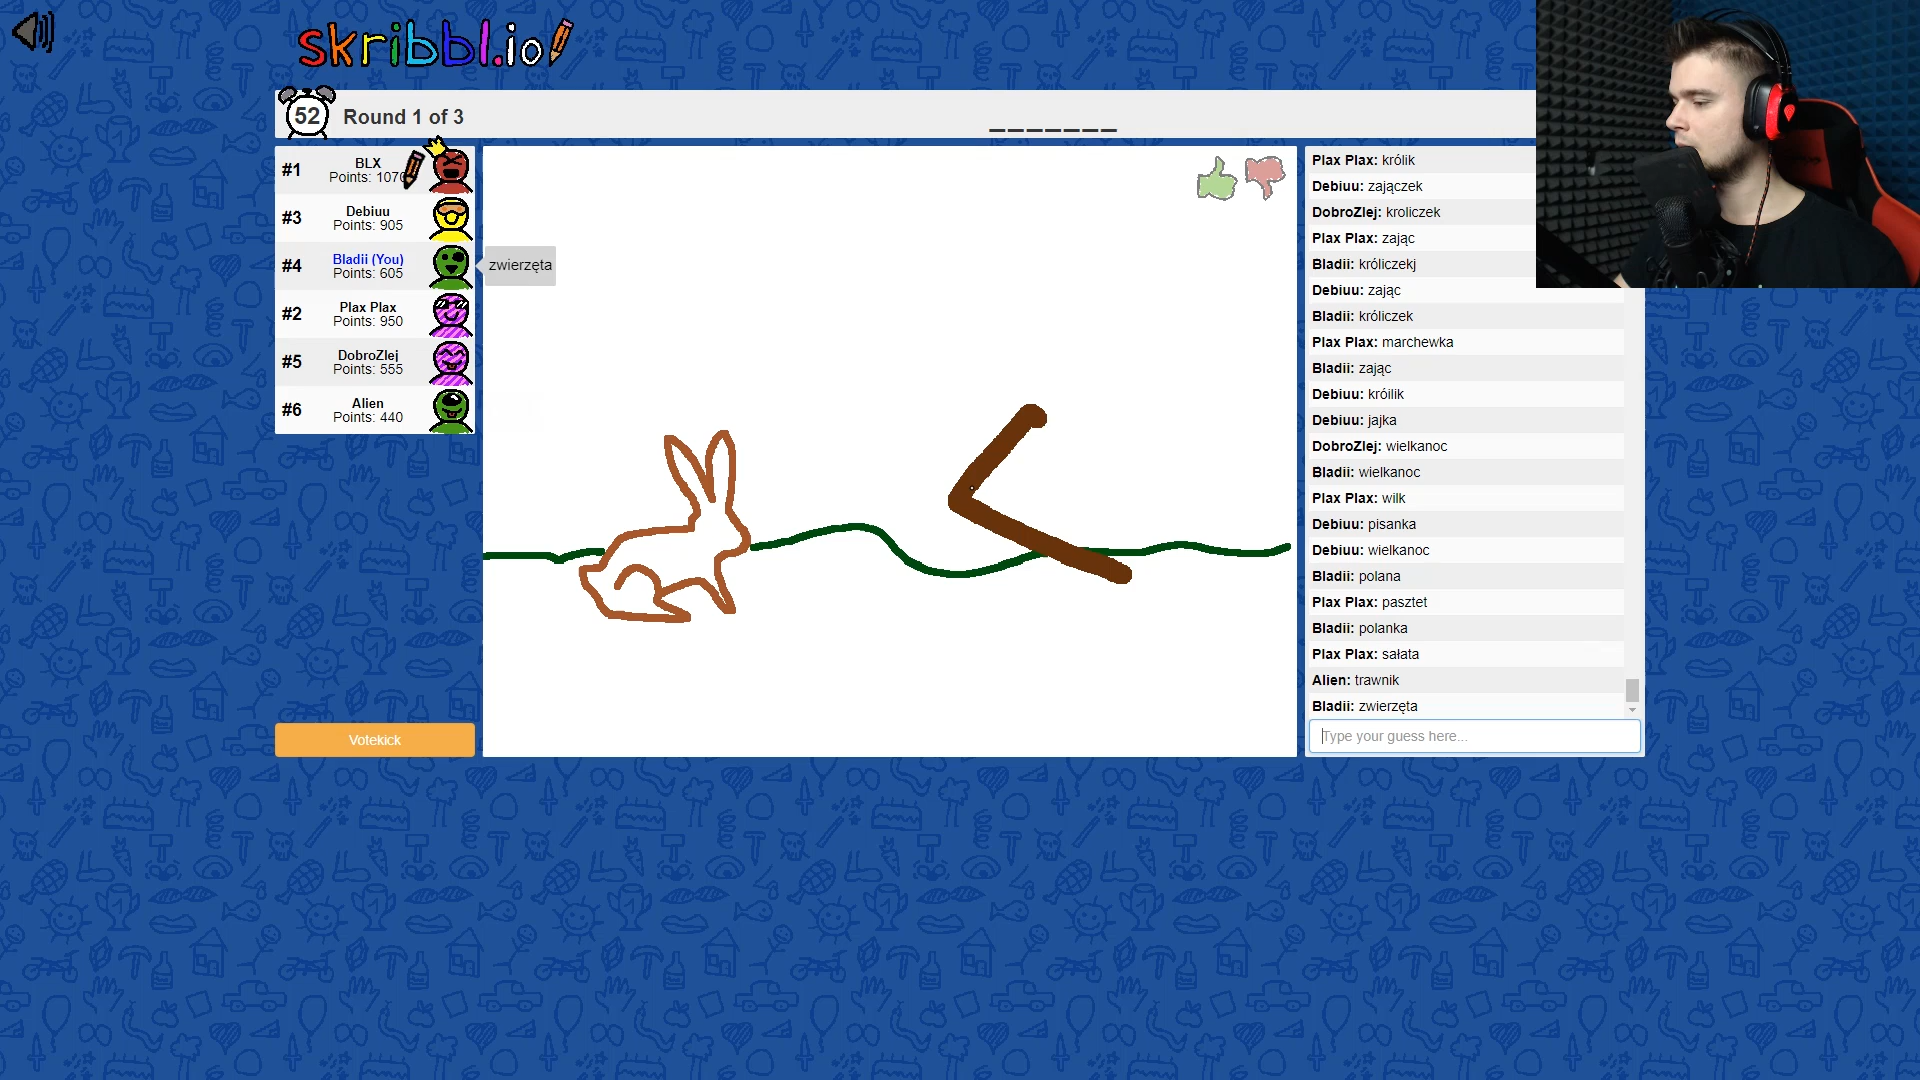 skribbl.io
52
Round 1 of 3
_______
#1
BLX
Points: 1070
#3
Debiuu
Points: 905
#4
Bladii (You)
Points: 605
zwierzęta
#2
Plax Plax
Points: 950
#5
DobroZlej
Points: 555
#6
Alien
Points: 440
Votekick
Plax Plax: królik
Debiuu: zajączek
DobroZlej: kroliczek
Plax Plax: zając
Bladii: króliczekj
Debiuu: zając
Bladii: króliczek
Plax Plax: marchewka
Bladii: zając
Debiuu: króilik
Debiuu: jajka
DobroZlej: wielkanoc
Bladii: wielkanoc
Plax Plax: wilk
Debiuu: pisanka
Debiuu: wielkanoc
Bladii: polana
Plax Plax: pasztet
Bladii: polanka
Plax Plax: sałata
Alien: trawnik
Bladii: zwierzęta
Type your guess here...